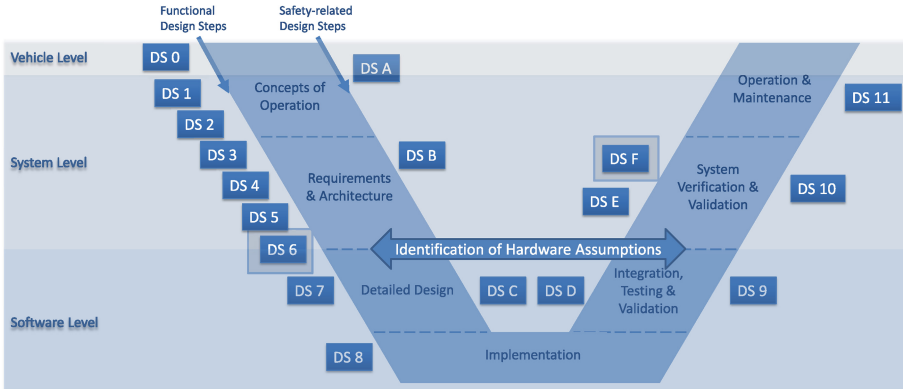 Functional
Design Steps
Safety-related
Design Steps
Vehicle Level
DS 0
DS A
Concepts of
Operation
Operation &
Maintenance
DS 1
DS 11
DS 2
System Level
DS 3
DS B
DS F
Requirements
& Architecture
System
Verification &
Validation
DS 4
DS 10
DS E
DS 5
DS 6
Identification of Hardware Assumptions
DS 7
Detailed Design
DS C
DS D
Integration,
Testing &
Validation
DS 9
Software Level
DS 8
Implementation